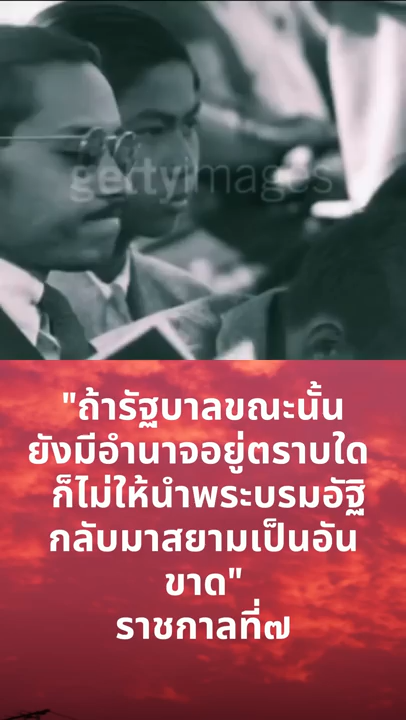 gettyimages
"ถ้ารัฐบาลขณะนั้น
ยังมีอำนาจอยู่ตราบใด
ก็ไม่ให้นำพระบรมอัฐิ
กลับมาสยามเป็นอัน
ขาด"
ราชกาลที่๗